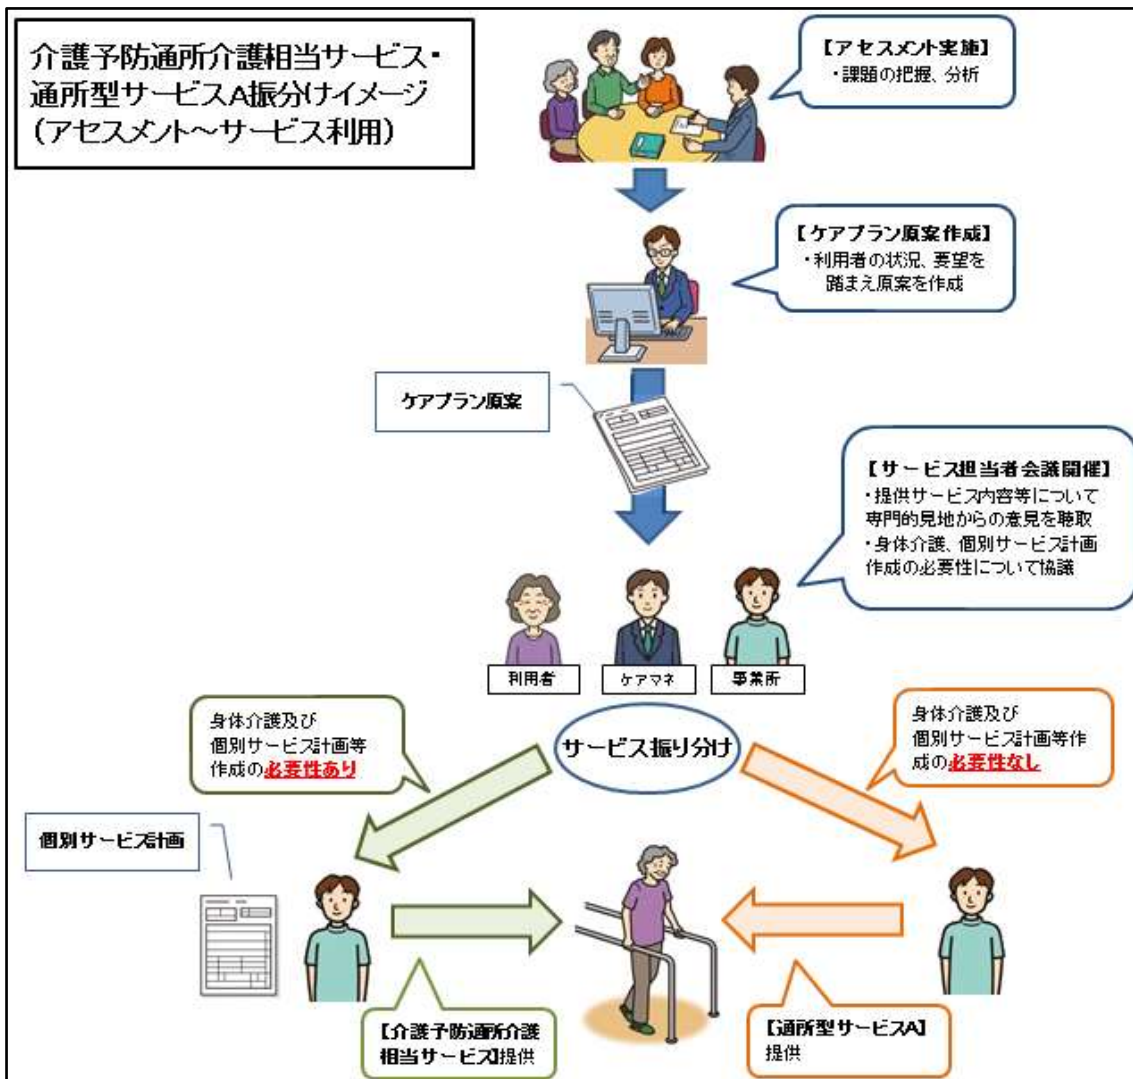 介護予防通所介護相当サービス・
通所型サービスA振分けイメージ
(アセスメント～サービス利用)
【アセスメント実施】
・課題の把握、分析
【ケアプラン原案作成】
・利用者の状況、要望を
踏まえ原案を作成
ケアプラン原案
【サービス担当者会議開催】
・提供サービス内容等について
専門的見地からの意見を聴取
・身体介護、個別サービス計画
作成の必要性について協議
利用者
ケアマネ
事業所
サービス振り分け
身体介護及び
個別サービス計画等
作成の必要性あり
身体介護及び
個別サービス計画等作
成の必要性なし
個別サービス計画
【介護予防通所介護
相当サービス】提供
【通所型サービスA】
提供